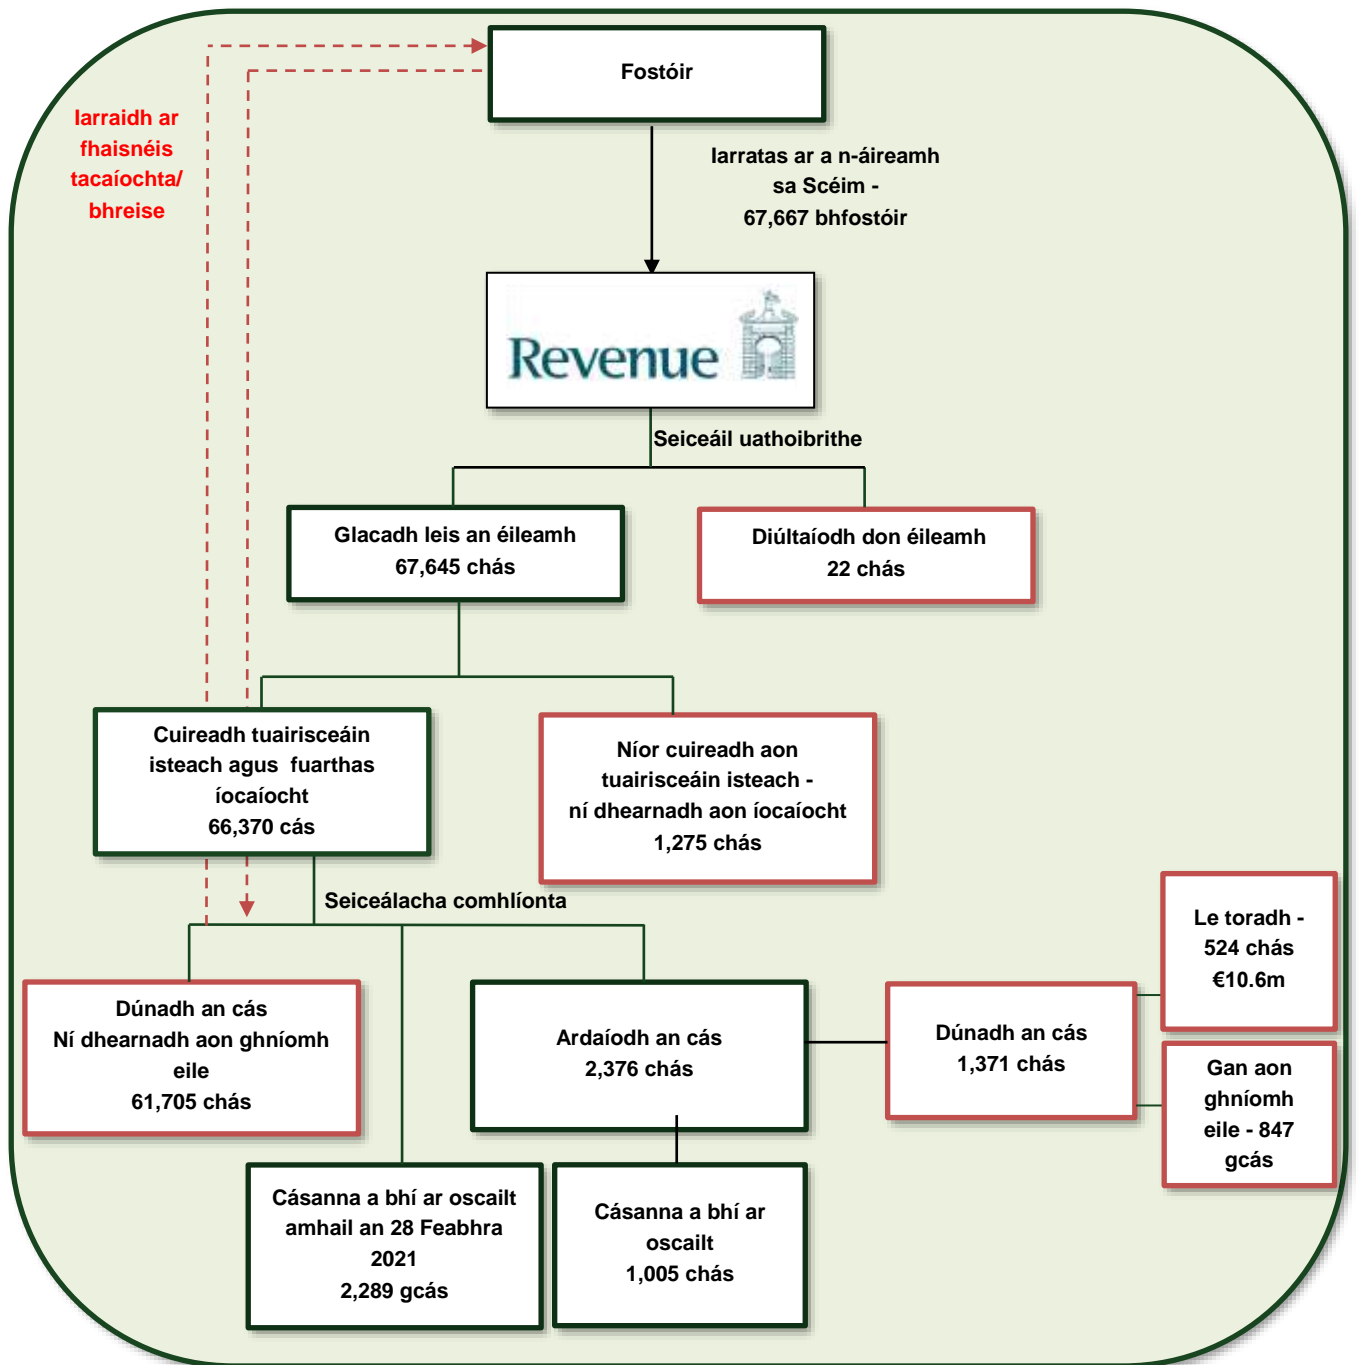 Fostóir
Iarraidh ar
fhaisnéis
tacaíochta/
bhreise
Iarratas ar a n-áireamh
sa Scéim -
67,667 bhfostóir
Revenue
Seiceáil uathoibrithe
Glacadh leis an éileamh
67,645 chás
Diúltaíodh don éileamh
22 chás
Cuireadh tuairisceáin
isteach agus fuarthas
íocaíocht
66,370 cás
Níor cuireadh aon
tuairisceáin isteach -
ní dhearnadh aon íocaíocht
1,275 chás
Seiceálacha comhlíonta
Dúnadh an cás
Ní dhearnadh aon ghníomh
eile
61,705 chás
Ardaíodh an cás
2,376 chás
Dúnadh an cás
1,371 chás
Le toradh -
524 chás
€10.6m
Gan aon
ghníomh
eile - 847
gcás
Cásanna a bhí ar oscailt
amhail an 28 Feabhra
2021
2,289 gcás
Cásanna a bhí ar
oscailt
1,005 chás